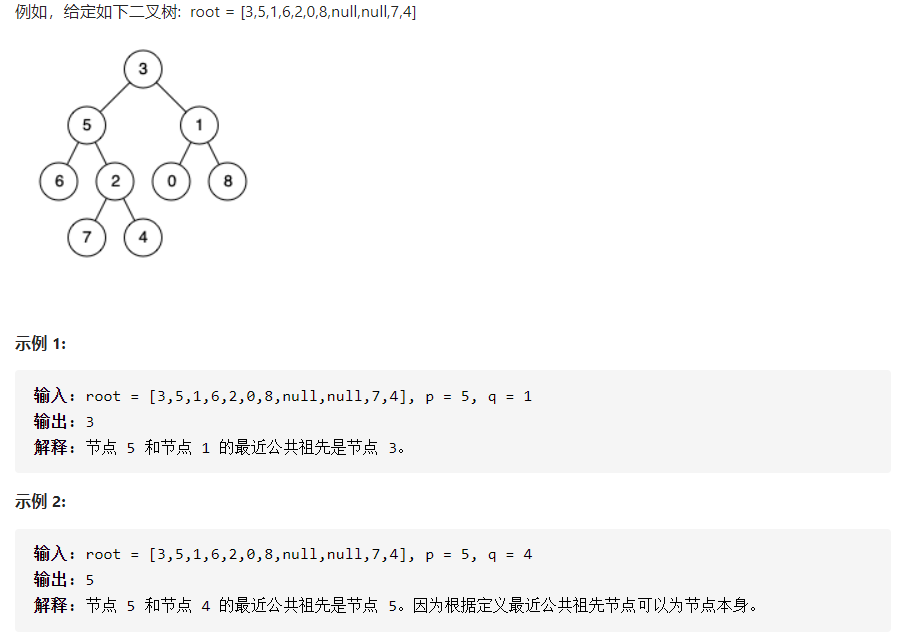 例如，给定如下二叉树: root = [3,5,1,6,2,0,8,null,null,7,4]
3
5 1
6 2 0 8
7 4
示例 1:
输入: root = [3,5,1,6,2,0,8,null,null,7,4], p = 5, q = 1
输出: 3
解释: 节点 5 和节点 1 的最近公共祖先是节点 3。
示例 2:
输入: root = [3,5,1,6,2,0,8,null,null,7,4], p = 5, q = 4
输出: 5
解释: 节点 5 和节点 4 的最近公共祖先是节点 5。因为根据定义最近公共祖先节点可以为节点本身。